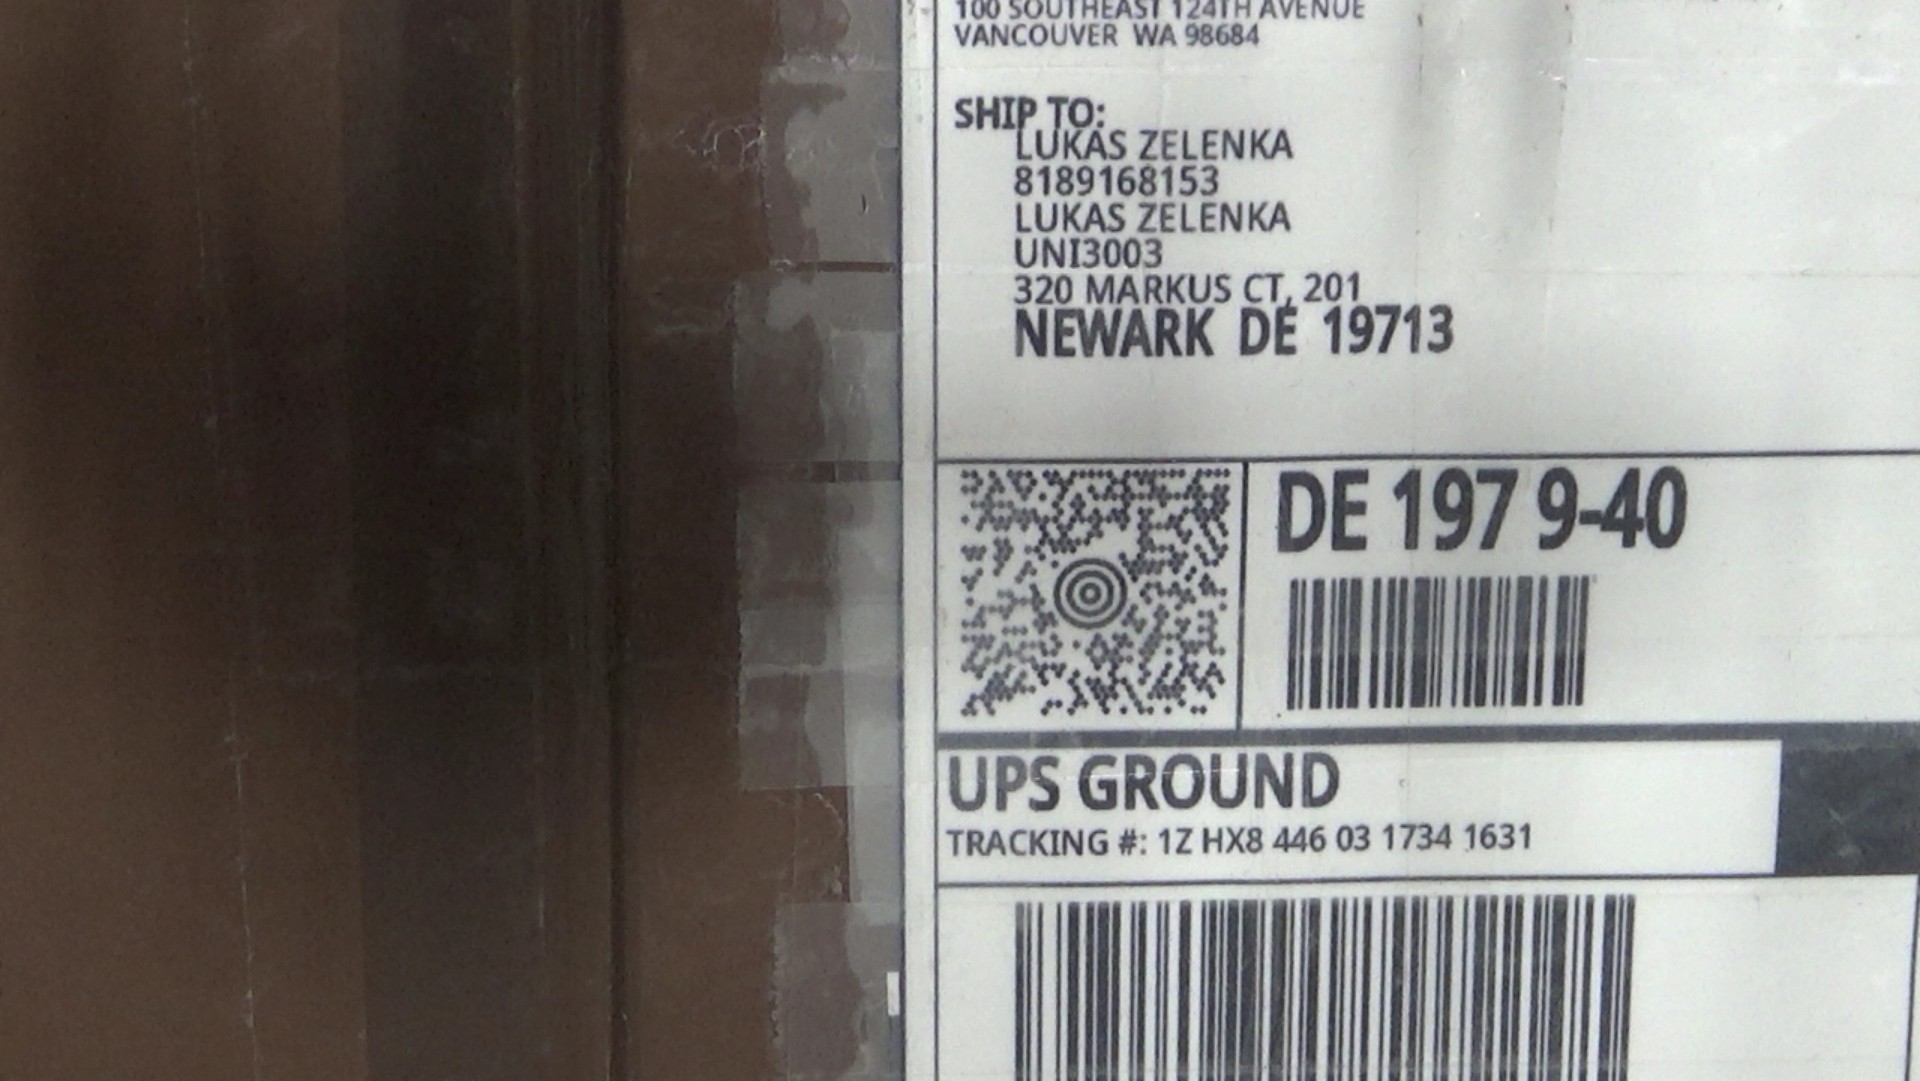 100 SOUTHEAST 124TH AVENUE
VANCOUVER WA 98684
SHIP TO:
LUKAS ZELENKA
8189168153
LUKAS ZELENKA
UNI3003
320 MARKUS CT, 201
NEWARK DE 19713
DE 197 9-40
UPS GROUND
TRACKING #: 1Z HX8 446 03 1734 1631